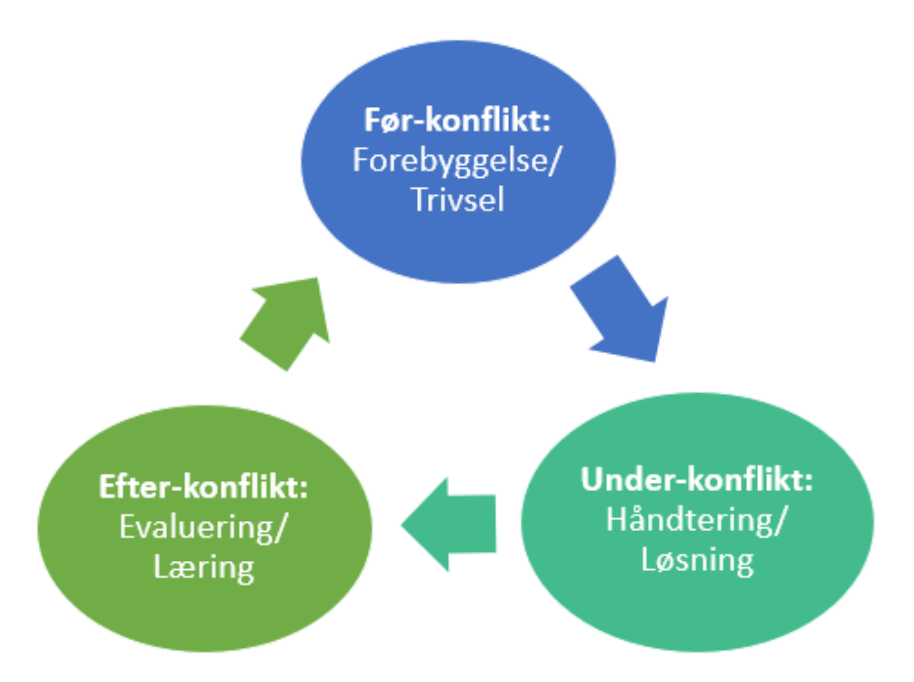 Før-konflikt:
Forebyggelse/
Trivsel
Under-konflikt:
Håndtering/
Løsning
Efter-konflikt:
Evaluering/
Læring